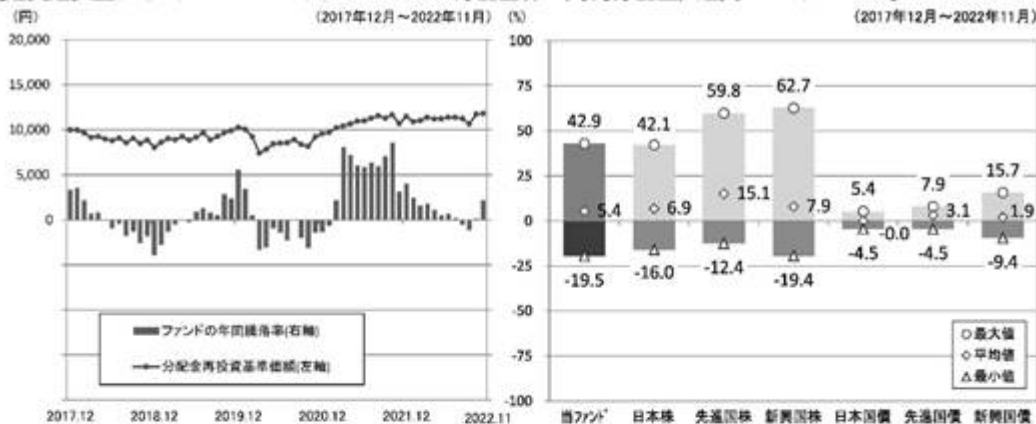 (円)
(2017年12月～2022年11月)
20,000
15,000
10,000
5,000
0
ファンドの年間騰落率(右軸)
分配金再投資基準価額(左軸)
2017.12 2018.12 2019.12 2020.12 2021.12 2022.11
(%)
(2017年12月～2022年11月)
100
75
50
25
0
-25
-50
-75
-100
42.9 42.1 59.8 62.7 5.4 7.9 15.7
5.4 6.9 15.1 7.9 -0.0 3.1 1.9
-19.5 -16.0 -12.4 -19.4 -4.5 -4.5 -9.4
○最大値
◇平均値
△最小値
当ファンド 日本株 先進国株 新興国株 日本国債 先進国債 新興国債